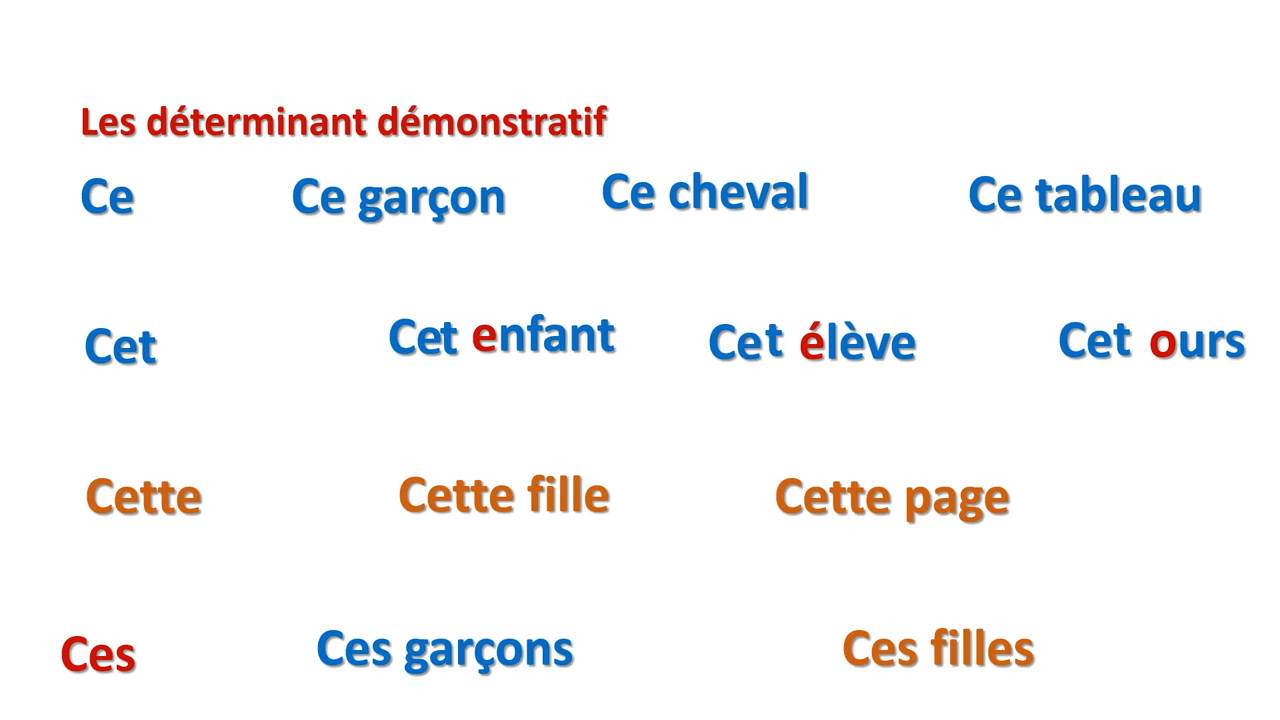 Les déterminant démonstratif
Ce Ce garçon Ce cheval Ce tableau
Cet Cet enfant Cet élève Cet ours
Cette Cette fille Cette page
Ces Ces garçons Ces filles